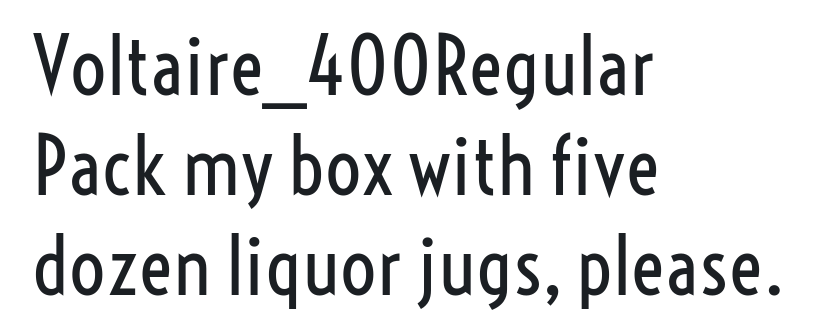 Voltaire_400Regular
Pack my box with five
dozen liquor jugs, please.